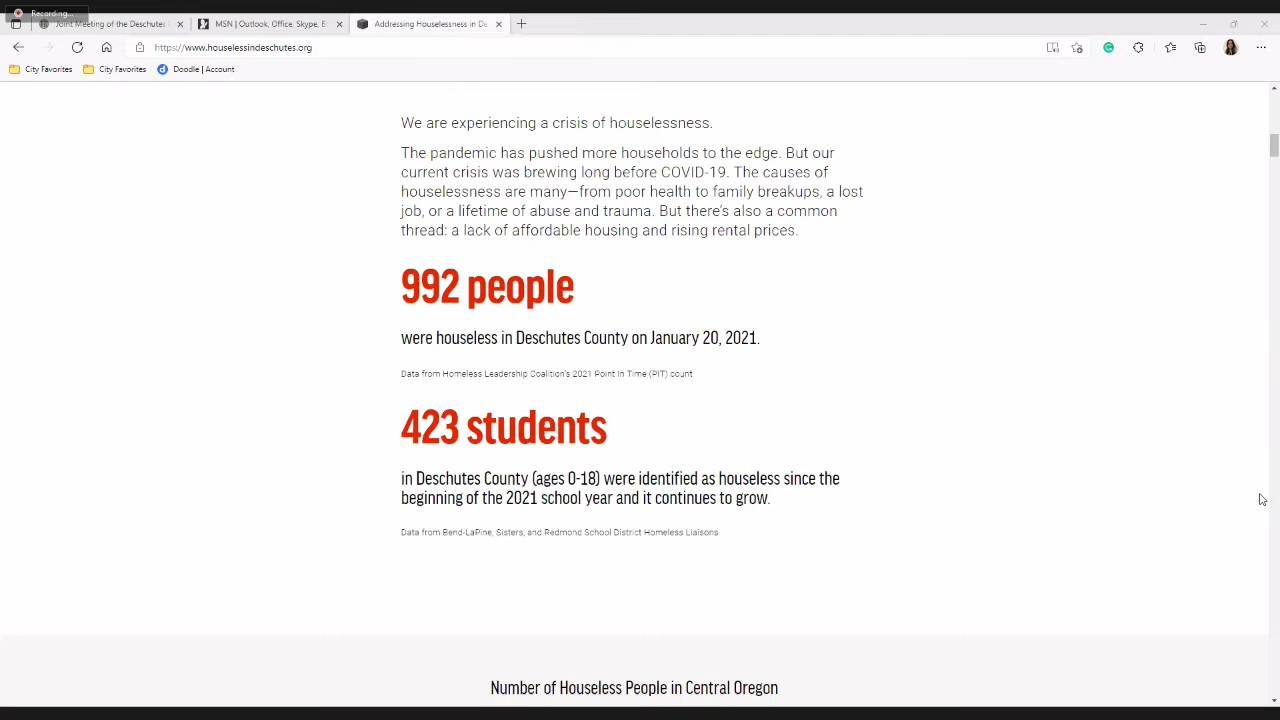 Recording...
Joint Meeting of the Deschutes
MSN | Outlook, Office, Skype,
Addressing Houselessness in De
https://www.houselessindeschutes.org
City Favorites
City Favorites
Doodle | Account
We are experiencing a crisis of houselessness.
The pandemic has pushed more households to the edge. But our
current crisis was brewing long before COVID-19. The causes of
houselessness are many—from poor health to family breakups, a lost
job, or a lifetime of abuse and trauma. But there's also a common
thread: a lack of affordable housing and rising rental prices.
992 people
were houseless in Deschutes County on January 20, 2021.
Data from Homeless Leadership Coalition's 2021 Point In Time (PIT) count
423 students
in Deschutes County (ages 0-18) were identified as houseless since the
beginning of the 2021 school year and it continues to grow.
Data from Bend-LaPine, Sisters, and Redmond School District Homeless Liaisons
Number of Houseless People in Central Oregon